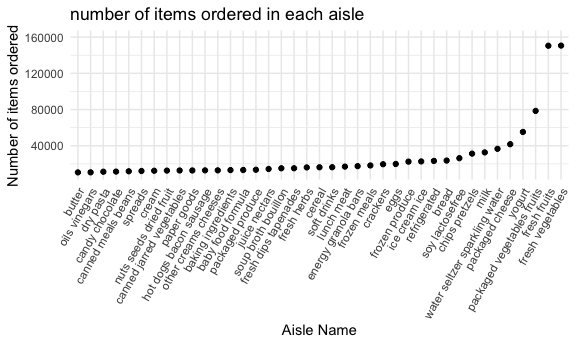 number of items ordered in each aisle
Number of items ordered
160000
120000
80000
40000
butter
oils vinegars
dry pasta
candy chocolate
canned meals beans
spreads
cream
nuts seeds dried fruit
canned jarred vegetables
paper goods
hot dogs bacon sausage
other creams cheeses
baking ingredients
baby food formula
packaged produce
juice nectars
soup broth bouillon
fresh dips tapenades
fresh herbs
cereal
soft drinks
lunch meat
energy granola bars
frozen meals
crackers
eggs
frozen produce
ice cream ice
refrigerated
bread
soy lactosefree
chips pretzels
milk
water seltzer sparkling water
packaged cheese
yogurt
packaged vegetables fruits
fresh fruits
fresh vegetables
Aisle Name